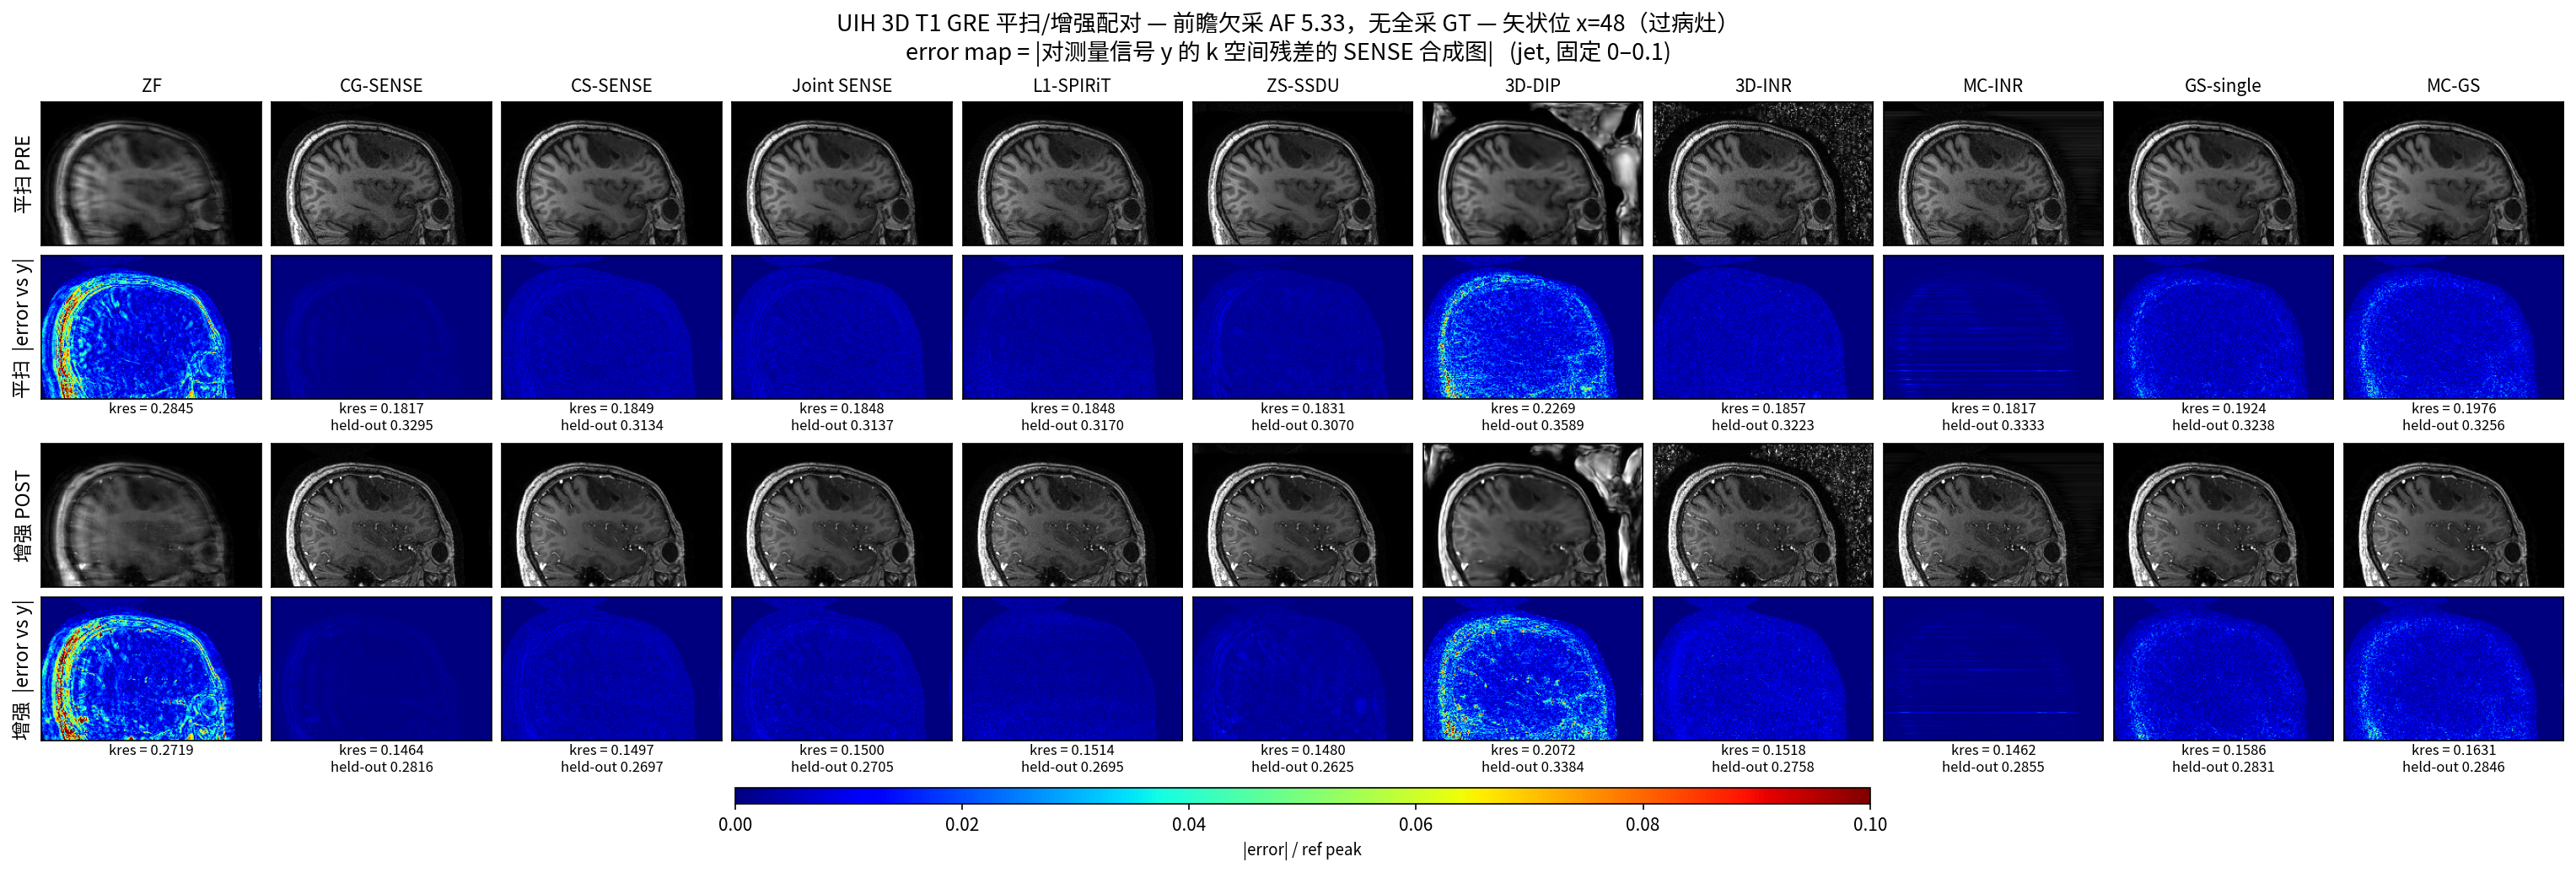 UIH 3D T1 GRE 平扫/增强配对 — 前瞻欠采 AF 5.33，无全采 GT — 矢状位 x=48（过病灶）
error map = |对测量信号 y 的 k 空间残差的 SENSE 合成图| (jet, 固定 0–0.1)
ZF CG-SENSE CS-SENSE Joint SENSE L1-SPIRiT ZS-SSDU 3D-DIP 3D-INR MC-INR GS-single MC-GS
平扫 PRE
平扫 |error vs y|
kres = 0.2845 kres = 0.1817 kres = 0.1849 kres = 0.1848 kres = 0.1848 kres = 0.1831 kres = 0.2269 kres = 0.1857 kres = 0.1817 kres = 0.1924 kres = 0.1976
held-out 0.3295 held-out 0.3134 held-out 0.3137 held-out 0.3170 held-out 0.3070 held-out 0.3589 held-out 0.3223 held-out 0.3333 held-out 0.3238 held-out 0.3256
增强 POST
增强 |error vs y|
kres = 0.2719 kres = 0.1464 kres = 0.1497 kres = 0.1500 kres = 0.1514 kres = 0.1480 kres = 0.2072 kres = 0.1518 kres = 0.1462 kres = 0.1586 kres = 0.1631
held-out 0.2816 held-out 0.2697 held-out 0.2705 held-out 0.2695 held-out 0.2625 held-out 0.3384 held-out 0.2758 held-out 0.2855 held-out 0.2831 held-out 0.2846
0.00 0.02 0.04 0.06 0.08 0.10
|error| / ref peak